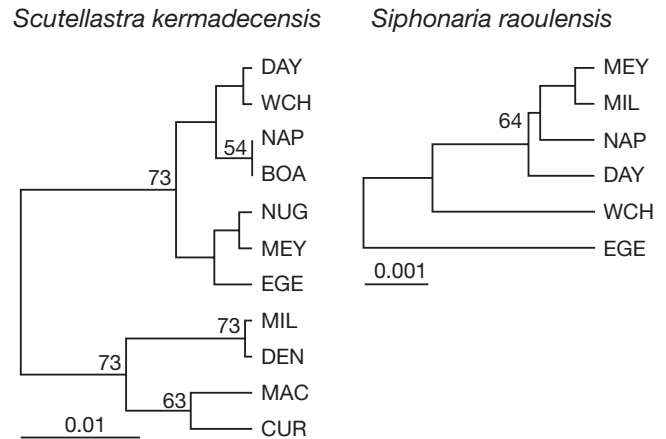 Scutellastra kermadecensis
DAY
WCH
NAP
54
BOA
73
NUG
MEY
EGE
MIL
73
DEN
73
MAC
63
CUR
0.01
Siphonaria raoulensis
MEY
MIL
64
NAP
DAY
WCH
EGE
0.001